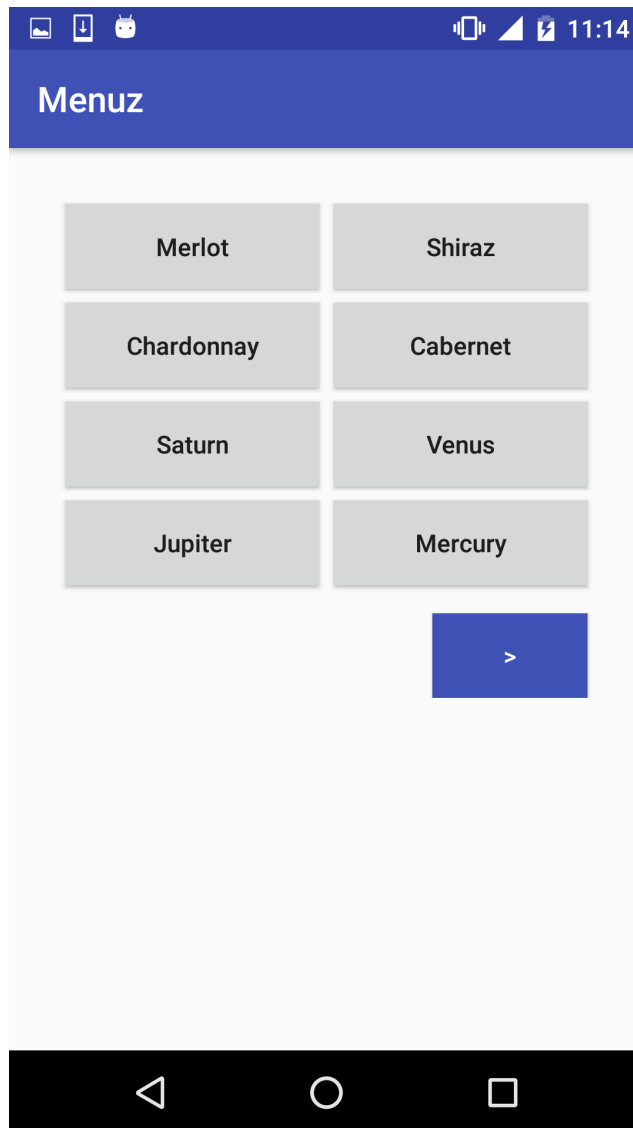 11:14
Menuz
Merlot Shiraz
Chardonnay Cabernet
Saturn Venus
Jupiter Mercury
>